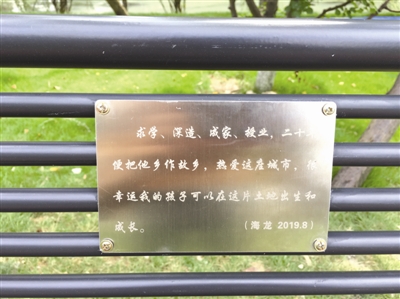 求学、深造、成家、授业，二十
便把他乡作故乡，热爱这座城市，很
幸运我的孩子可以在这片土地出生和
成长。
（海龙 2019.8）